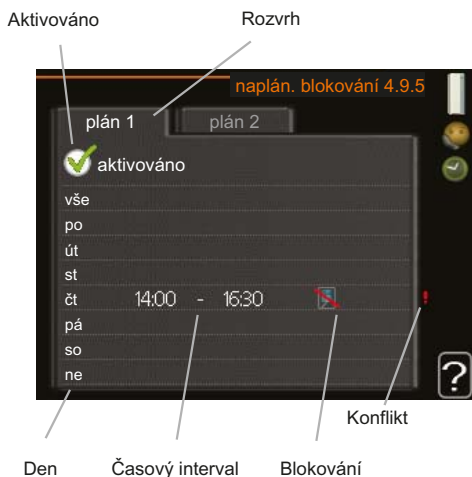 Aktivováno Rozvrh
naplán. blokování 4.9.5
plán 1 plán 2
aktivováno
vše
po
út
st
čt 14:00 - 16:30 !
pá
so
ne
?
Konflikt
Den Časový interval Blokování